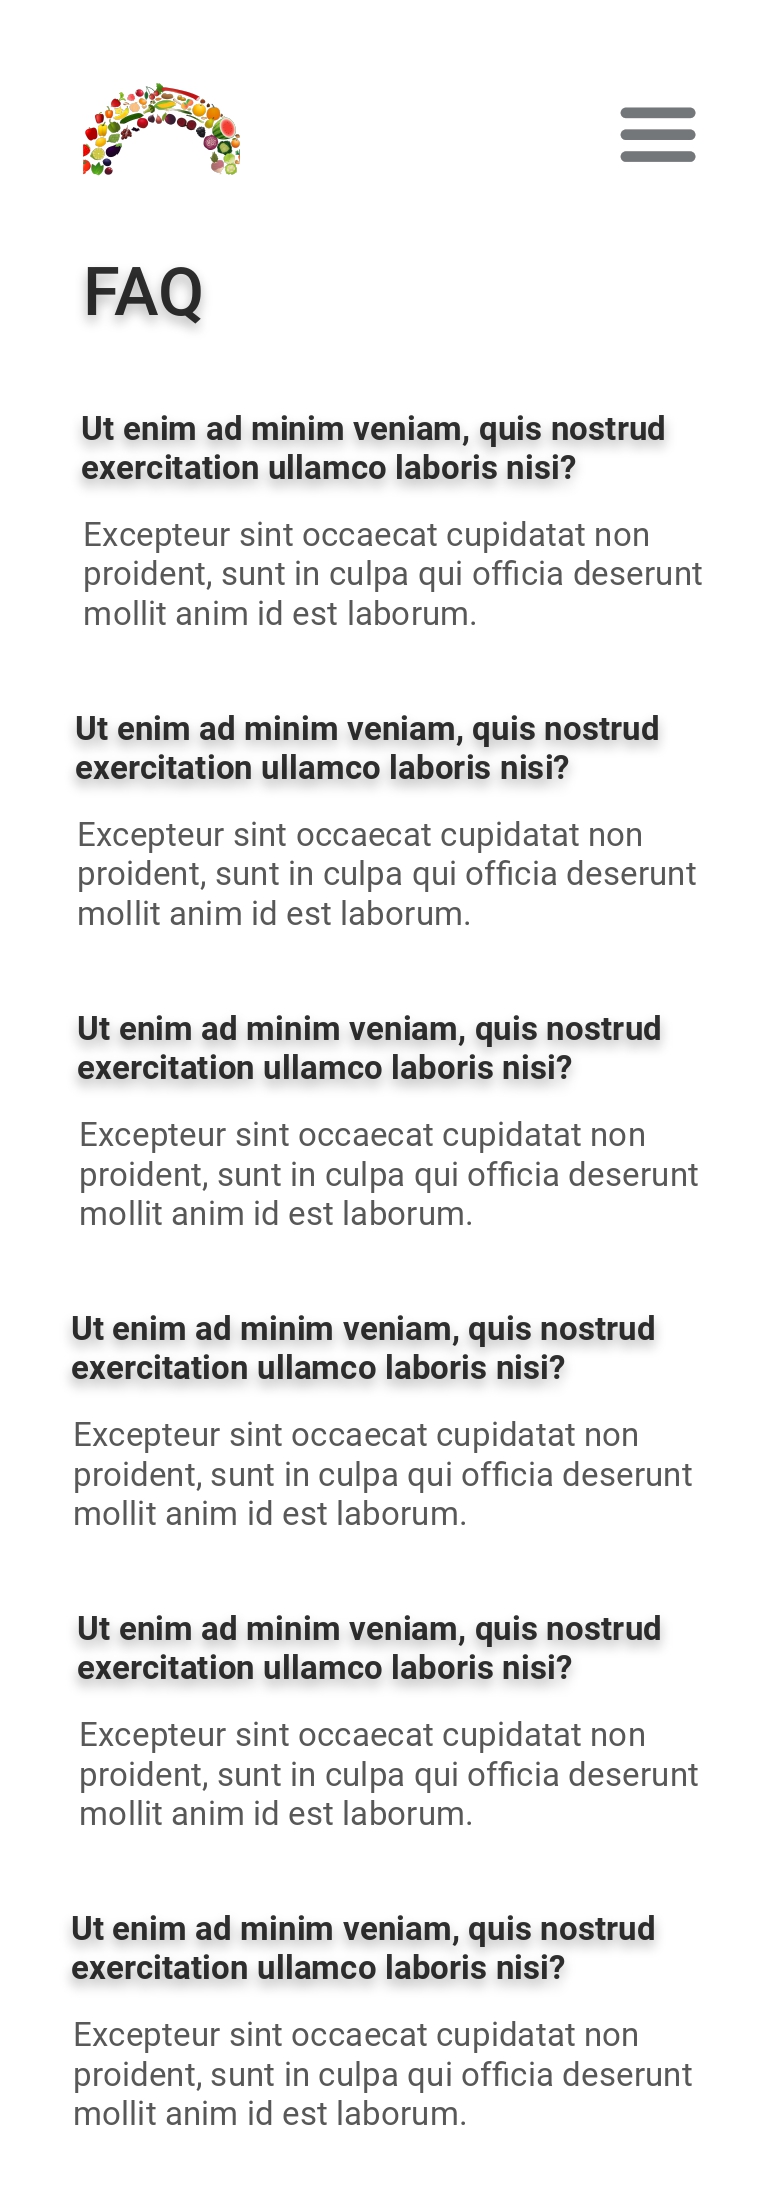 FAQ
Ut enim ad minim veniam, quis nostrud
exercitation ullamco laboris nisi?
Excepteur sint occaecat cupidatat non
proident, sunt in culpa qui officia deserunt
mollit anim id est laborum.
Ut enim ad minim veniam, quis nostrud
exercitation ullamco laboris nisi?
Excepteur sint occaecat cupidatat non
proident, sunt in culpa qui officia deserunt
mollit anim id est laborum.
Ut enim ad minim veniam, quis nostrud
exercitation ullamco laboris nisi?
Excepteur sint occaecat cupidatat non
proident, sunt in culpa qui officia deserunt
mollit anim id est laborum.
Ut enim ad minim veniam, quis nostrud
exercitation ullamco laboris nisi?
Excepteur sint occaecat cupidatat non
proident, sunt in culpa qui officia deserunt
mollit anim id est laborum.
Ut enim ad minim veniam, quis nostrud
exercitation ullamco laboris nisi?
Excepteur sint occaecat cupidatat non
proident, sunt in culpa qui officia deserunt
mollit anim id est laborum.
Ut enim ad minim veniam, quis nostrud
exercitation ullamco laboris nisi?
Excepteur sint occaecat cupidatat non
proident, sunt in culpa qui officia deserunt
mollit anim id est laborum.